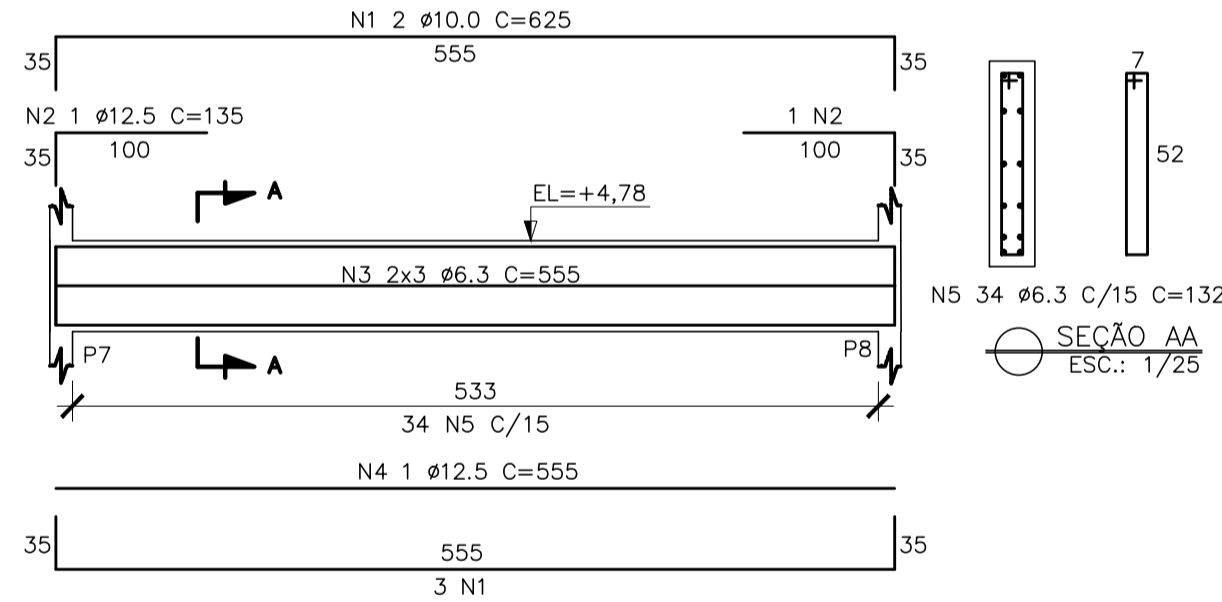 N1 2 ø10.0 C=625
35 555 35
N2 1 ø12.5 C=135
1 N2
35 100
100 35
A
EL=+4,78
N3 2x3 ø6.3 C=555
P7
P8
A
533
34 N5 C/15
N4 1 ø12.5 C=555
35 555 35
3 N1
7
52
N5 34 ø6.3 C/15 C=132
SEÇÃO AA
ESC.: 1/25